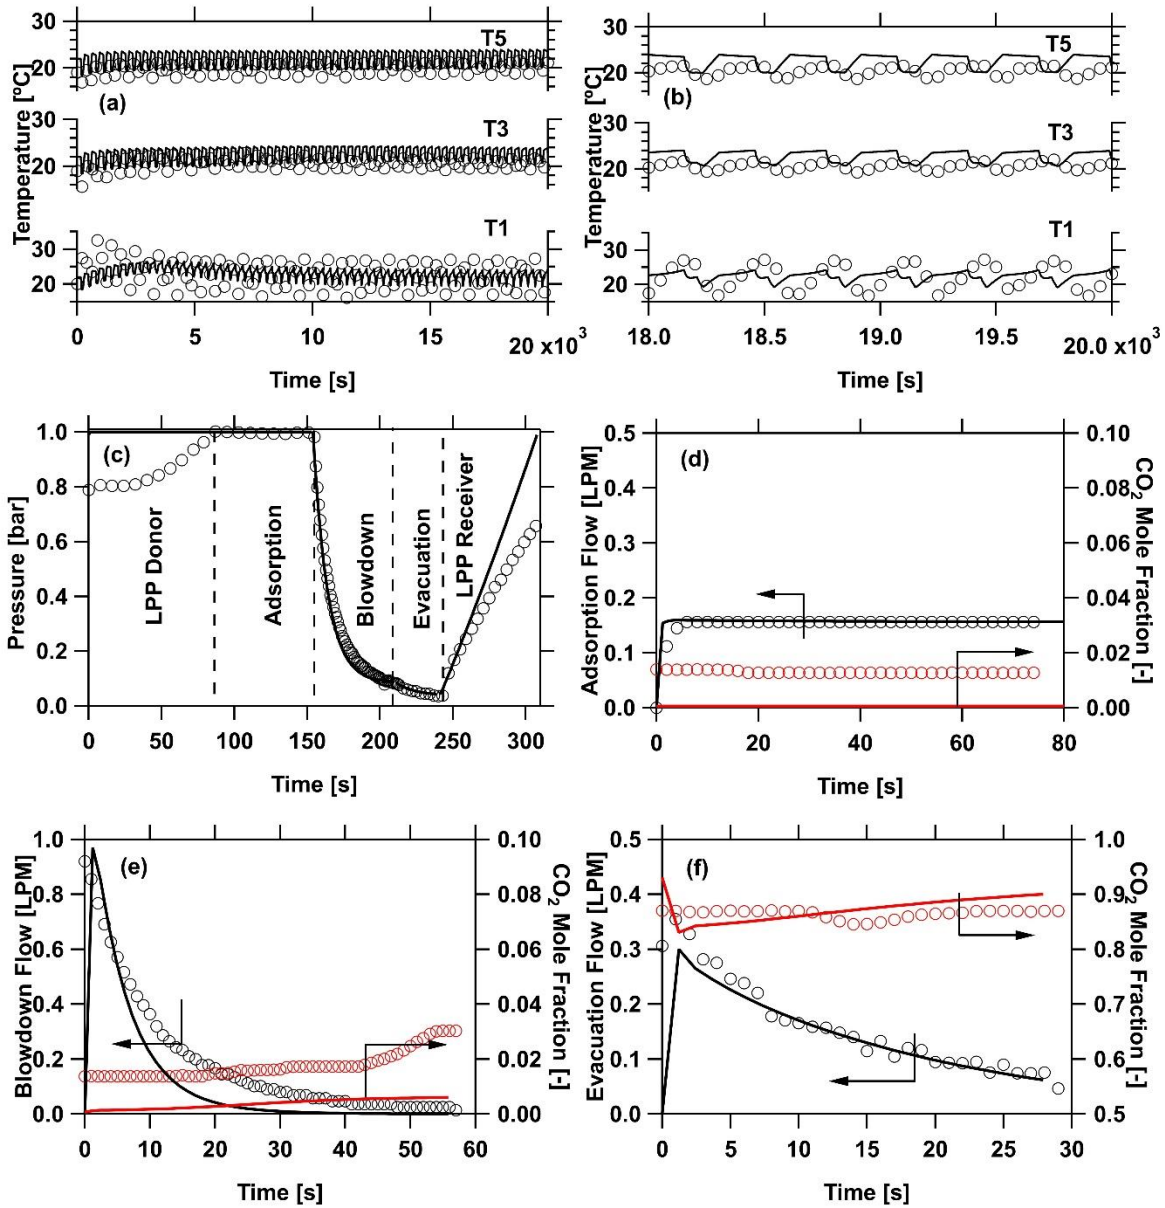 30
20
30
20
30
20
T5
(a)
T3
T1
Temperature [ºC]
0
5
10
15
20 x10³
Time [s]
30
20
30
20
30
20
T5
(b)
T3
T1
Temperature [ºC]
18.0
18.5
19.0
19.5
20.0 x10³
Time [s]
1.0
0.8
0.6
0.4
0.2
0.0
Pressure [bar]
(c)
LPP Donor
Adsorption
Blowdown
Evacuation
LPP Receiver
0
50
100
150
200
250
300
Time [s]
0.5
0.4
0.3
0.2
0.1
0.0
Adsorption Flow [LPM]
(d)
0.10
0.08
0.06
0.04
0.02
0.00
CO₂ Mole Fraction [-]
0
20
40
60
80
Time [s]
1.0
0.8
0.6
0.4
0.2
0.0
Blowdown Flow [LPM]
(e)
0.10
0.08
0.06
0.04
0.02
0.00
CO₂ Mole Fraction [-]
0
10
20
30
40
50
60
Time [s]
0.5
0.4
0.3
0.2
0.1
0.0
Evacuation Flow [LPM]
(f)
1.0
0.9
0.8
0.7
0.6
0.5
CO₂ Mole Fraction [-]
0
5
10
15
20
25
30
Time [s]